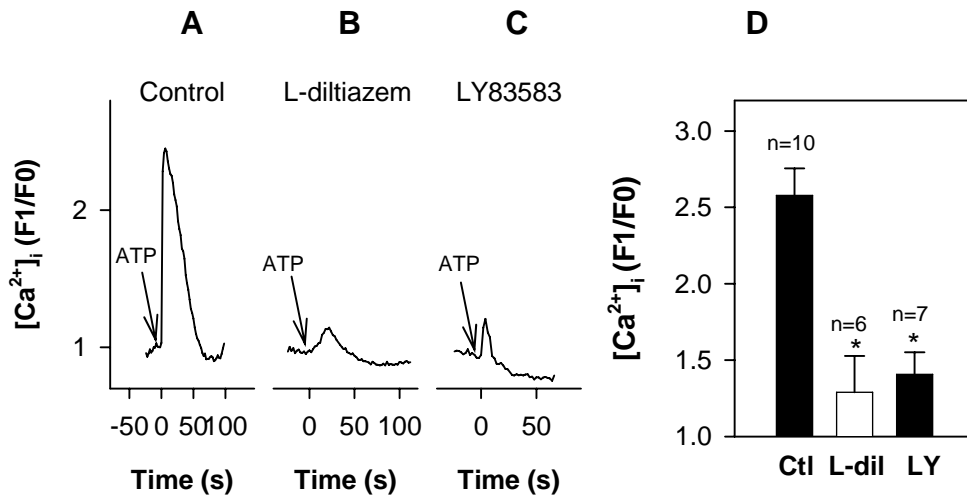 A
B
C
D
Control
L-diltiazem
LY83583
[Ca2+]i (F1/F0)
2
1
ATP
ATP
ATP
-50 0 50 100
0 50 100
0 50
Time (s)
Time (s)
Time (s)
[Ca2+]i (F1/F0)
3.0
2.5
2.0
1.5
1.0
n=10
n=6
*
n=7
*
Ctl L-dil LY